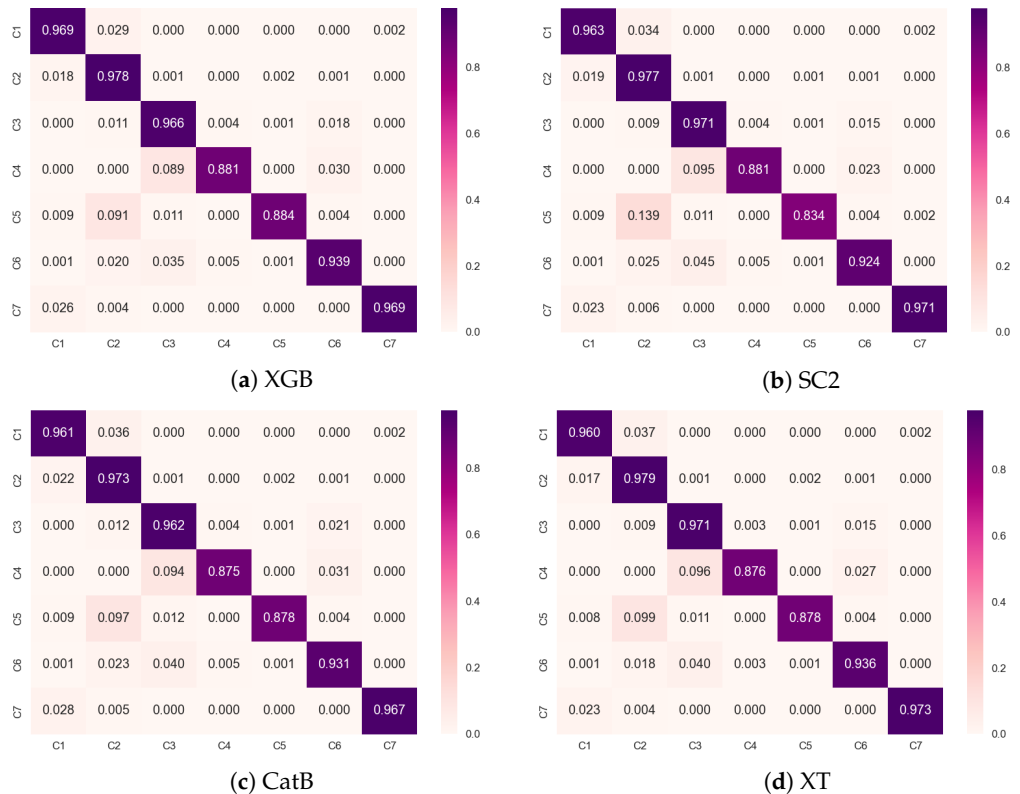 C1 0.969 0.029 0.000 0.000 0.000 0.000 0.002
C2 0.018 0.978 0.001 0.000 0.002 0.001 0.000
C3 0.000 0.011 0.966 0.004 0.001 0.018 0.000
C4 0.000 0.000 0.089 0.881 0.000 0.030 0.000
C5 0.009 0.091 0.011 0.000 0.884 0.004 0.000
C6 0.001 0.020 0.035 0.005 0.001 0.939 0.000
C7 0.026 0.004 0.000 0.000 0.000 0.000 0.969
C1 C2 C3 C4 C5 C6 C7
0.8
0.6
0.4
0.2
0.0
(a) XGB
C1 0.963 0.034 0.000 0.000 0.000 0.000 0.002
C2 0.019 0.977 0.001 0.000 0.001 0.001 0.000
C3 0.000 0.009 0.971 0.004 0.001 0.015 0.000
C4 0.000 0.000 0.095 0.881 0.000 0.023 0.000
C5 0.009 0.139 0.011 0.000 0.834 0.004 0.002
C6 0.001 0.025 0.045 0.005 0.001 0.924 0.000
C7 0.023 0.006 0.000 0.000 0.000 0.000 0.971
C1 C2 C3 C4 C5 C6 C7
0.8
0.6
0.4
0.2
0.0
(b) SC2
C1 0.961 0.036 0.000 0.000 0.000 0.000 0.002
C2 0.022 0.973 0.001 0.000 0.002 0.001 0.000
C3 0.000 0.012 0.962 0.004 0.001 0.021 0.000
C4 0.000 0.000 0.094 0.875 0.000 0.031 0.000
C5 0.009 0.097 0.012 0.000 0.878 0.004 0.000
C6 0.001 0.023 0.040 0.005 0.001 0.931 0.000
C7 0.028 0.005 0.000 0.000 0.000 0.000 0.967
C1 C2 C3 C4 C5 C6 C7
0.8
0.6
0.4
0.2
0.0
(c) CatB
C1 0.960 0.037 0.000 0.000 0.000 0.000 0.002
C2 0.017 0.979 0.001 0.000 0.002 0.001 0.000
C3 0.000 0.009 0.971 0.003 0.001 0.015 0.000
C4 0.000 0.000 0.096 0.876 0.000 0.027 0.000
C5 0.008 0.099 0.011 0.000 0.878 0.004 0.000
C6 0.001 0.018 0.040 0.003 0.001 0.936 0.000
C7 0.023 0.004 0.000 0.000 0.000 0.000 0.973
C1 C2 C3 C4 C5 C6 C7
0.8
0.6
0.4
0.2
0.0
(d) XT